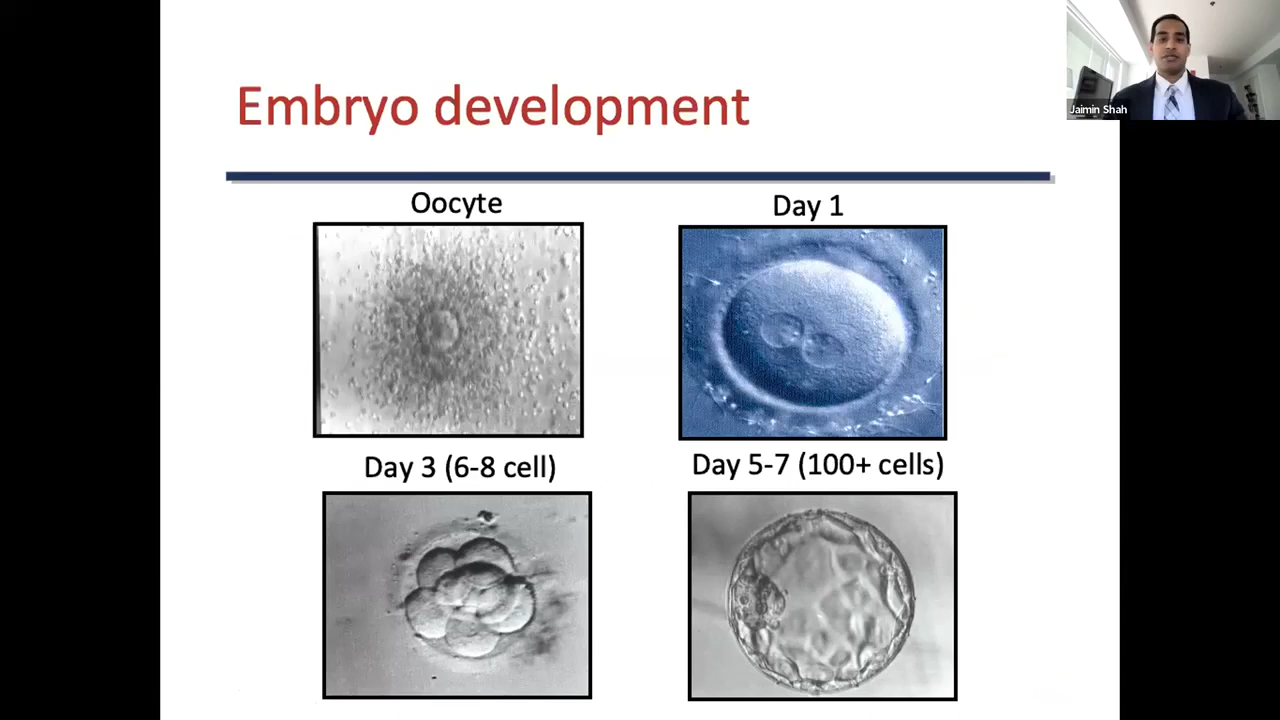 Embryo development
Jaimin Shah
Oocyte
Day 1
Day 3 (6-8 cell)
Day 5-7 (100+ cells)